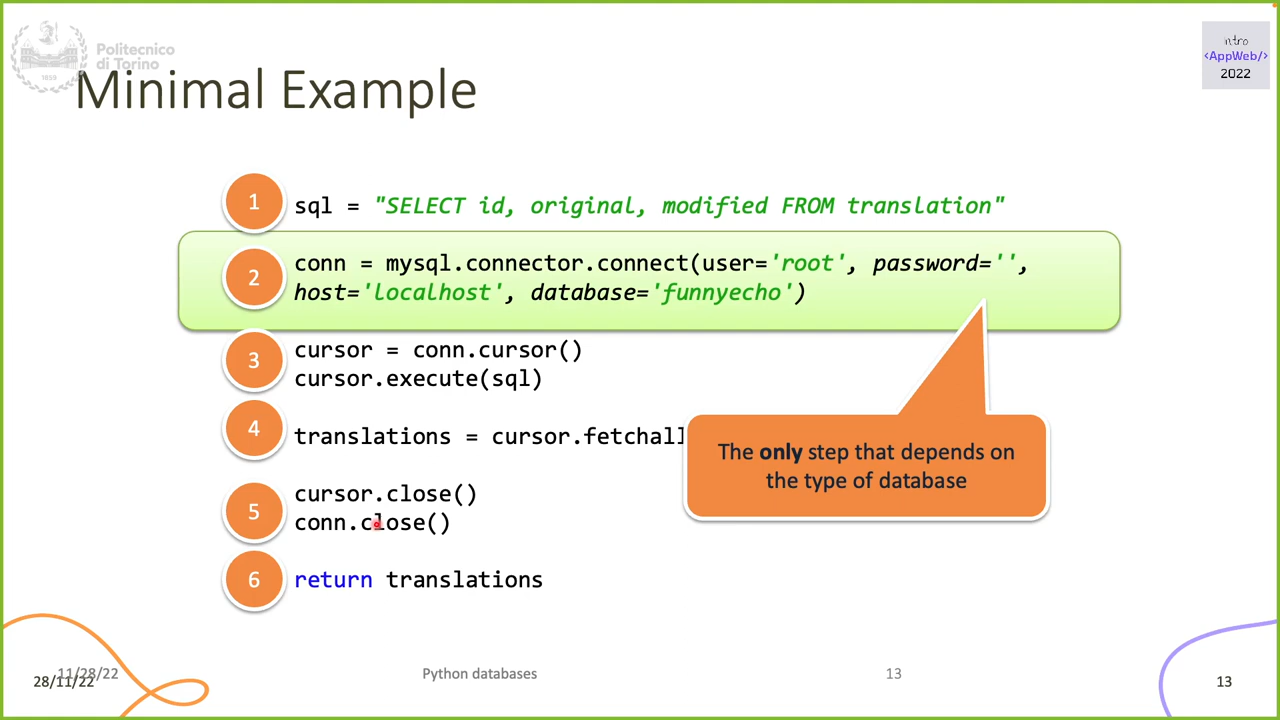 Politecnico
di Torino
1859
Minimal Example
intro
<AppWeb/>
2022
1
sql = "SELECT id, original, modified FROM translation"
2
conn = mysql.connector.connect(user='root', password='',
host='localhost', database='funnyecho')
3
cursor = conn.cursor()
cursor.execute(sql)
4
translations = cursor.fetchall
The only step that depends on
the type of database
5
cursor.close()
conn.close()
6
return translations
11/28/22
28/11/22
Python databases
13
13